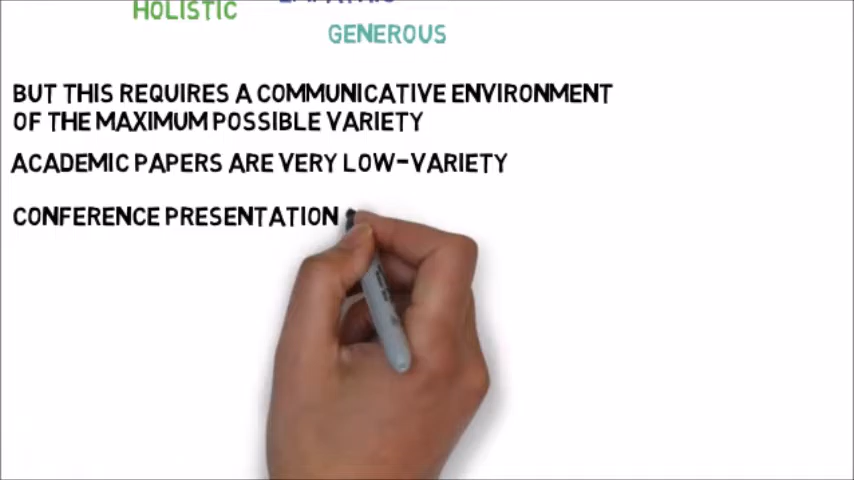 HOLISTIC
GENEROUS
BUT THIS REQUIRES A COMMUNICATIVE ENVIRONMENT
OF THE MAXIMUM POSSIBLE VARIETY
ACADEMIC PAPERS ARE VERY LOW-VARIETY
CONFERENCE PRESENTATION